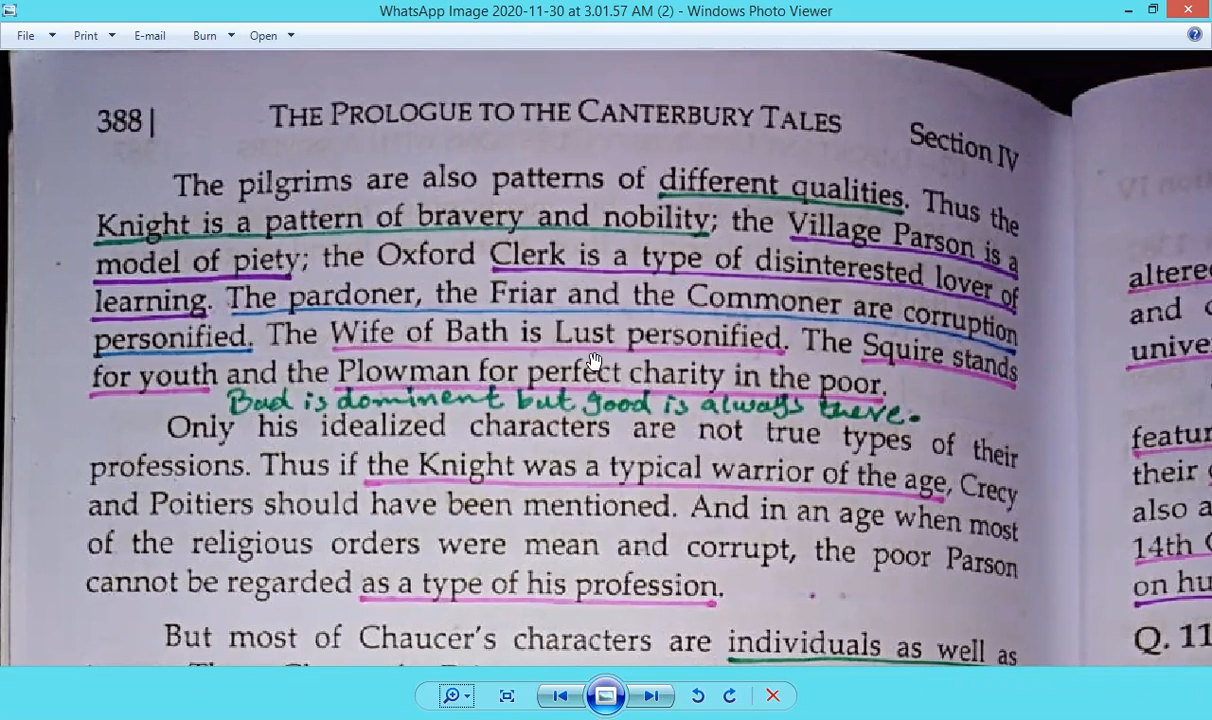 WhatsApp Image 2020-11-30 at 3.01.57 AM (2) - Windows Photo Viewer
File Print E-mail Burn Open
388| THE PROLOGUE TO THE CANTERBURY TALES Section IV
The pilgrims are also patterns of different qualities. Thus the
Knight is a pattern of bravery and nobility; the Village Parson is a
model of piety; the Oxford Clerk is a type of disinterested lover of
learning. The pardoner, the Friar and the Commoner are corruption
personified. The Wife of Bath is Lust personified. The Squire stands
for youth and the Plowman for perfect charity in the poor.
Bad is dominent but good is always there.
Only his idealized characters are not true types of their
professions. Thus if the Knight was a typical warrior of the age, Crecy
and Poitiers should have been mentioned. And in an age when most
of the religious orders were mean and corrupt, the poor Parson
cannot be regarded as a type of his profession.
But most of Chaucer's characters are individuals as well as
and
their
also a
14th
on hu
Q. 11